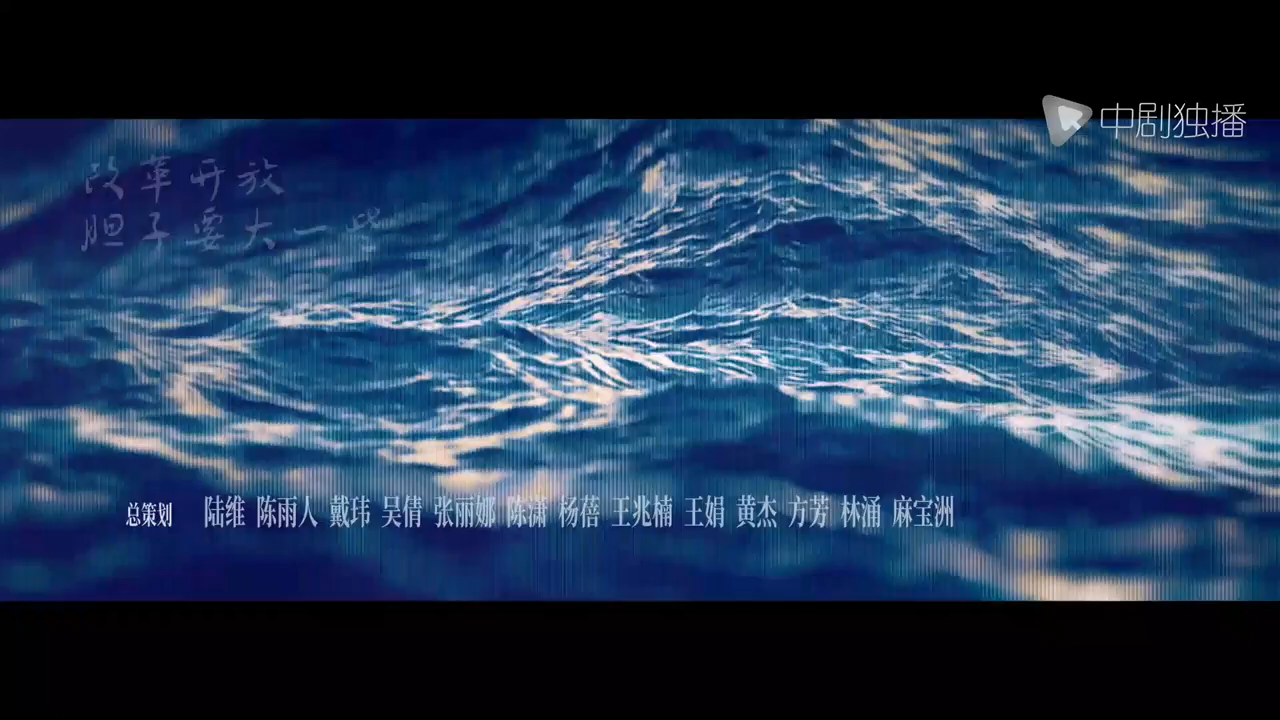 中剧独播
改革开放
胆子要大一些
总策划 陆维 陈雨人 戴玮 吴倩 张丽娜 陈潇 杨蓓 王兆楠 王娟 黄杰 方芳 林涌 麻宝洲